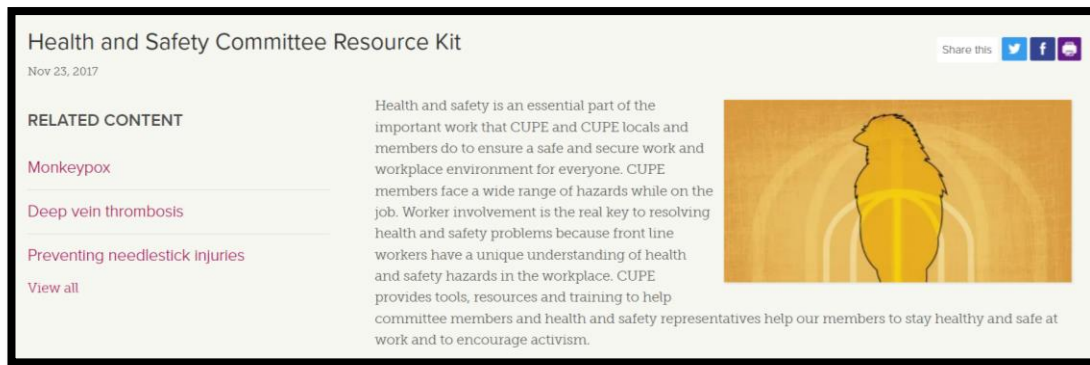 Health and Safety Committee Resource Kit
Nov 23, 2017
Share this
RELATED CONTENT
Monkeypox
Deep vein thrombosis
Preventing needlestick injuries
View all
Health and safety is an essential part of the
important work that CUPE and CUPE locals and
members do to ensure a safe and secure work and
workplace environment for everyone. CUPE
members face a wide range of hazards while on the
job. Worker involvement is the real key to resolving
health and safety problems because front line
workers have a unique understanding of health
and safety hazards in the workplace. CUPE
provides tools, resources and training to help
committee members and health and safety representatives help our members to stay healthy and safe at
work and to encourage activism.